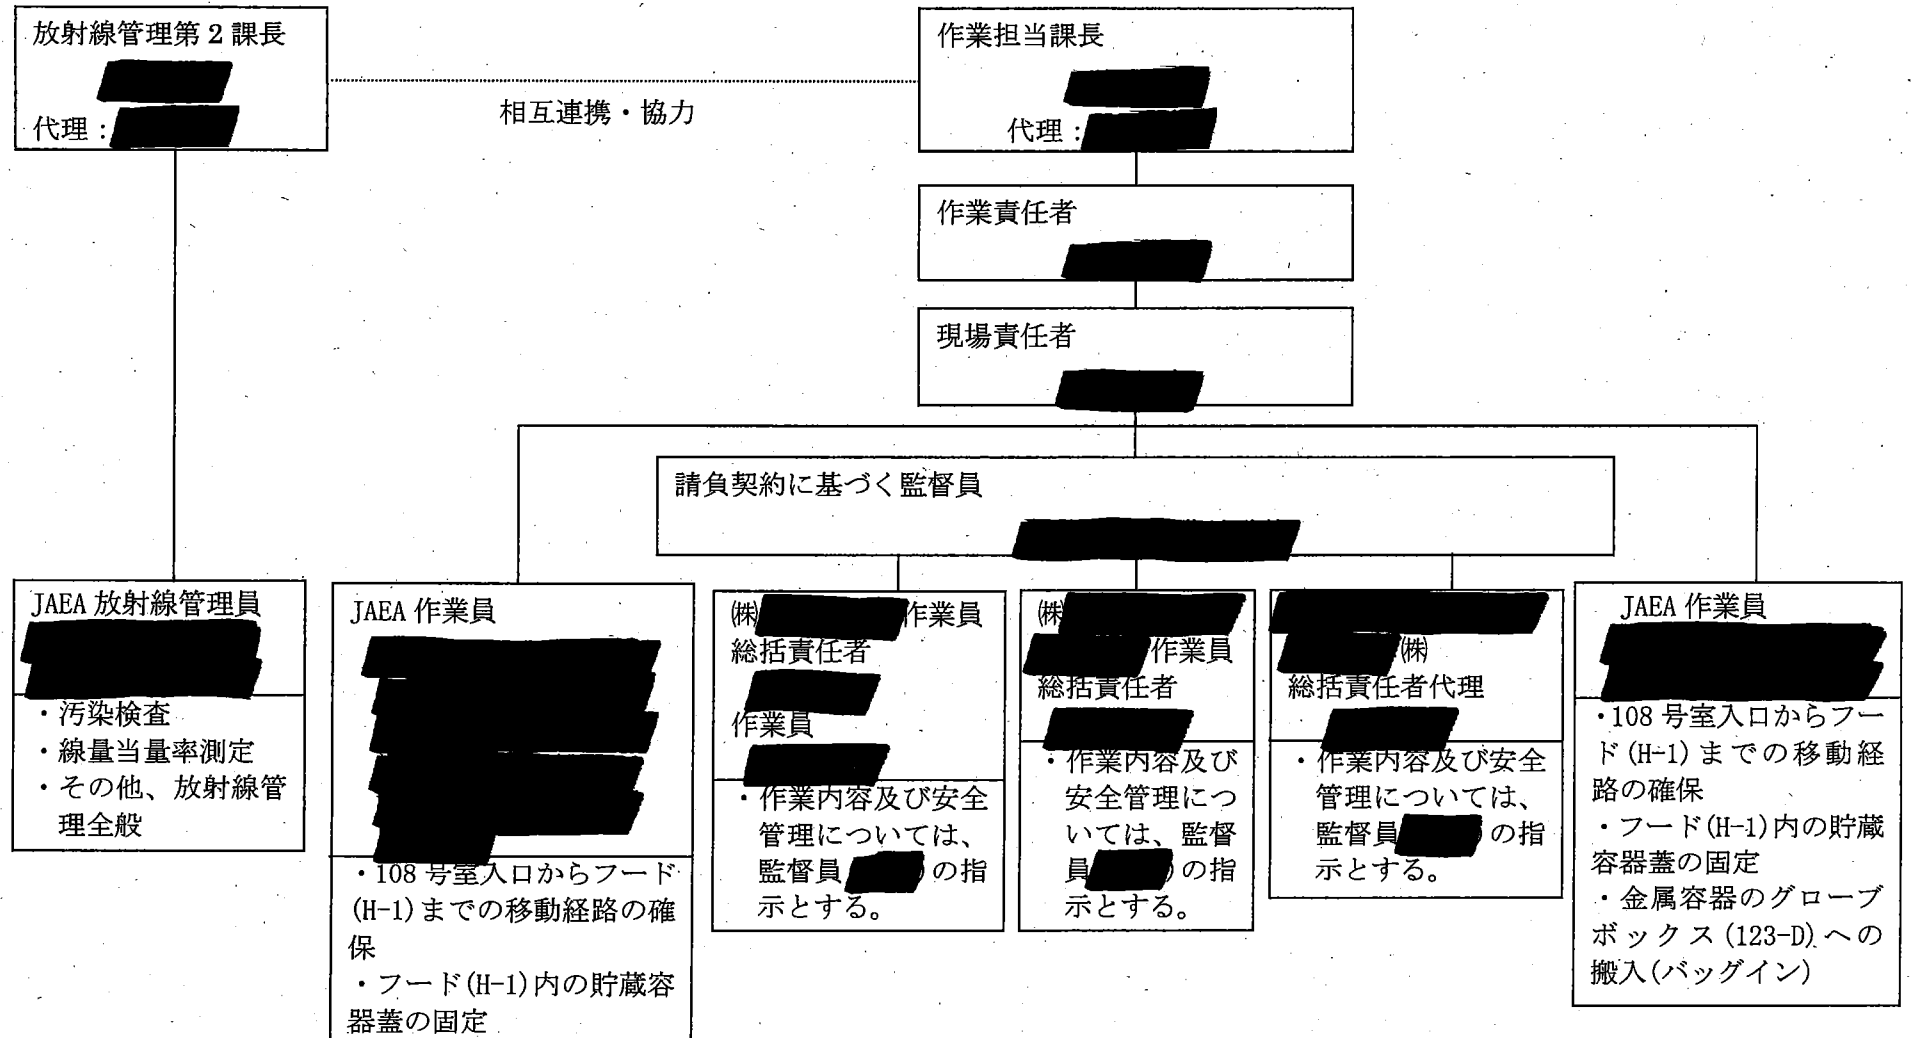 放射線管理第2課長
代理：
相互連携・協力
作業担当課長
代理：
作業責任者
現場責任者
請負契約に基づく監督員
JAEA 放射線管理員
・汚染検査
・線量当量率測定
・その他、放射線管
理全般
JAEA 作業員
・108 号室入口からフード
(H-1)までの移動経路の確
保
・フード(H-1)内の貯蔵容
器蓋の固定
㈱
作業員
総括責任者
作業員
・作業内容及び安全
管理については、
監督員
の指
示とする。
㈱
作業員
総括責任者
・作業内容及び
安全管理につ
いては、監督
員
の指
示とする。
㈱
総括責任者代理
・作業内容及び安全
管理については、
監督員
の指
示とする。
JAEA 作業員
・108 号室入口からフー
ド(H-1)までの移動経
路の確保
・フード(H-1)内の貯蔵
容器蓋の固定
・金属容器のグローブ
ボックス(123-D)への
搬入(バッグイン)